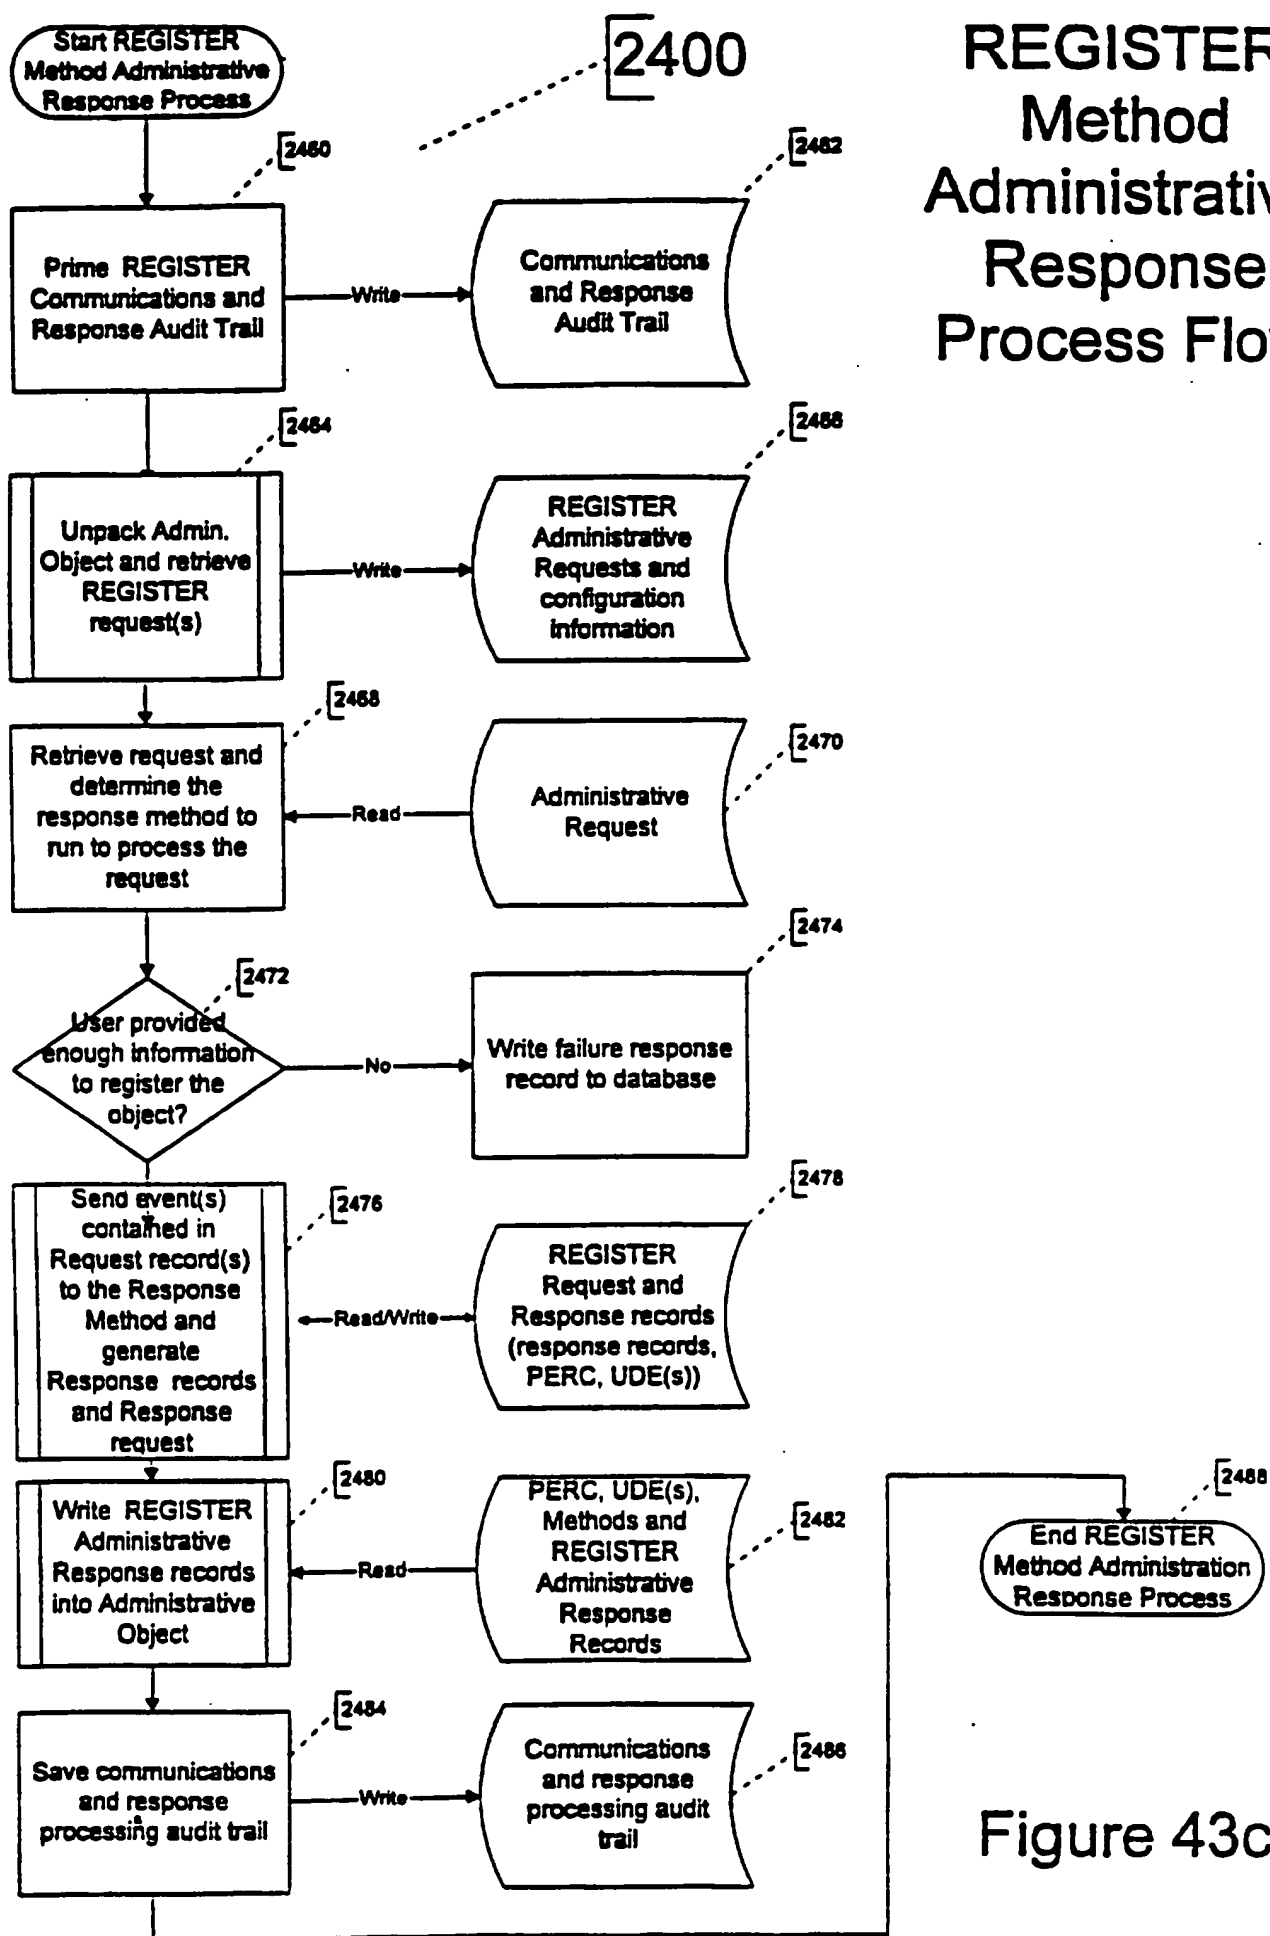 Start REGISTER
Method Administrative
Response Process
2400
REGISTER
Method
Administrativ
Response
Process Flo
2460
Prime REGISTER
Communications and
Response Audit Trail
Write
2462
Communications
and Response
Audit Trail
2464
Unpack Admin.
Object and retrieve
REGISTER
request(s)
Write
2466
REGISTER
Administrative
Requests and
configuration
information
2468
Retrieve request and
determine the
response method to
run to process the
request
Read
2470
Administrative
Request
2472
User provided
enough information
to register the
object?
No
2474
Write failure response
record to database
2476
Send event(s)
contained in
Request record(s)
to the Response
Method and
generate
Response records
and Response
request
Read/Write
2478
REGISTER
Request and
Response records
(response records,
PERC, UDE(s))
2480
Write REGISTER
Administrative
Response records
into Administrative
Object
Read
2482
PERC, UDE(s),
Methods and
REGISTER
Administrative
Response
Records
2484
Save communications
and response
processing audit trail
Write
2486
Communications
and response
processing audit
trail
2488
End REGISTER
Method Administration
Response Process
Figure 43c